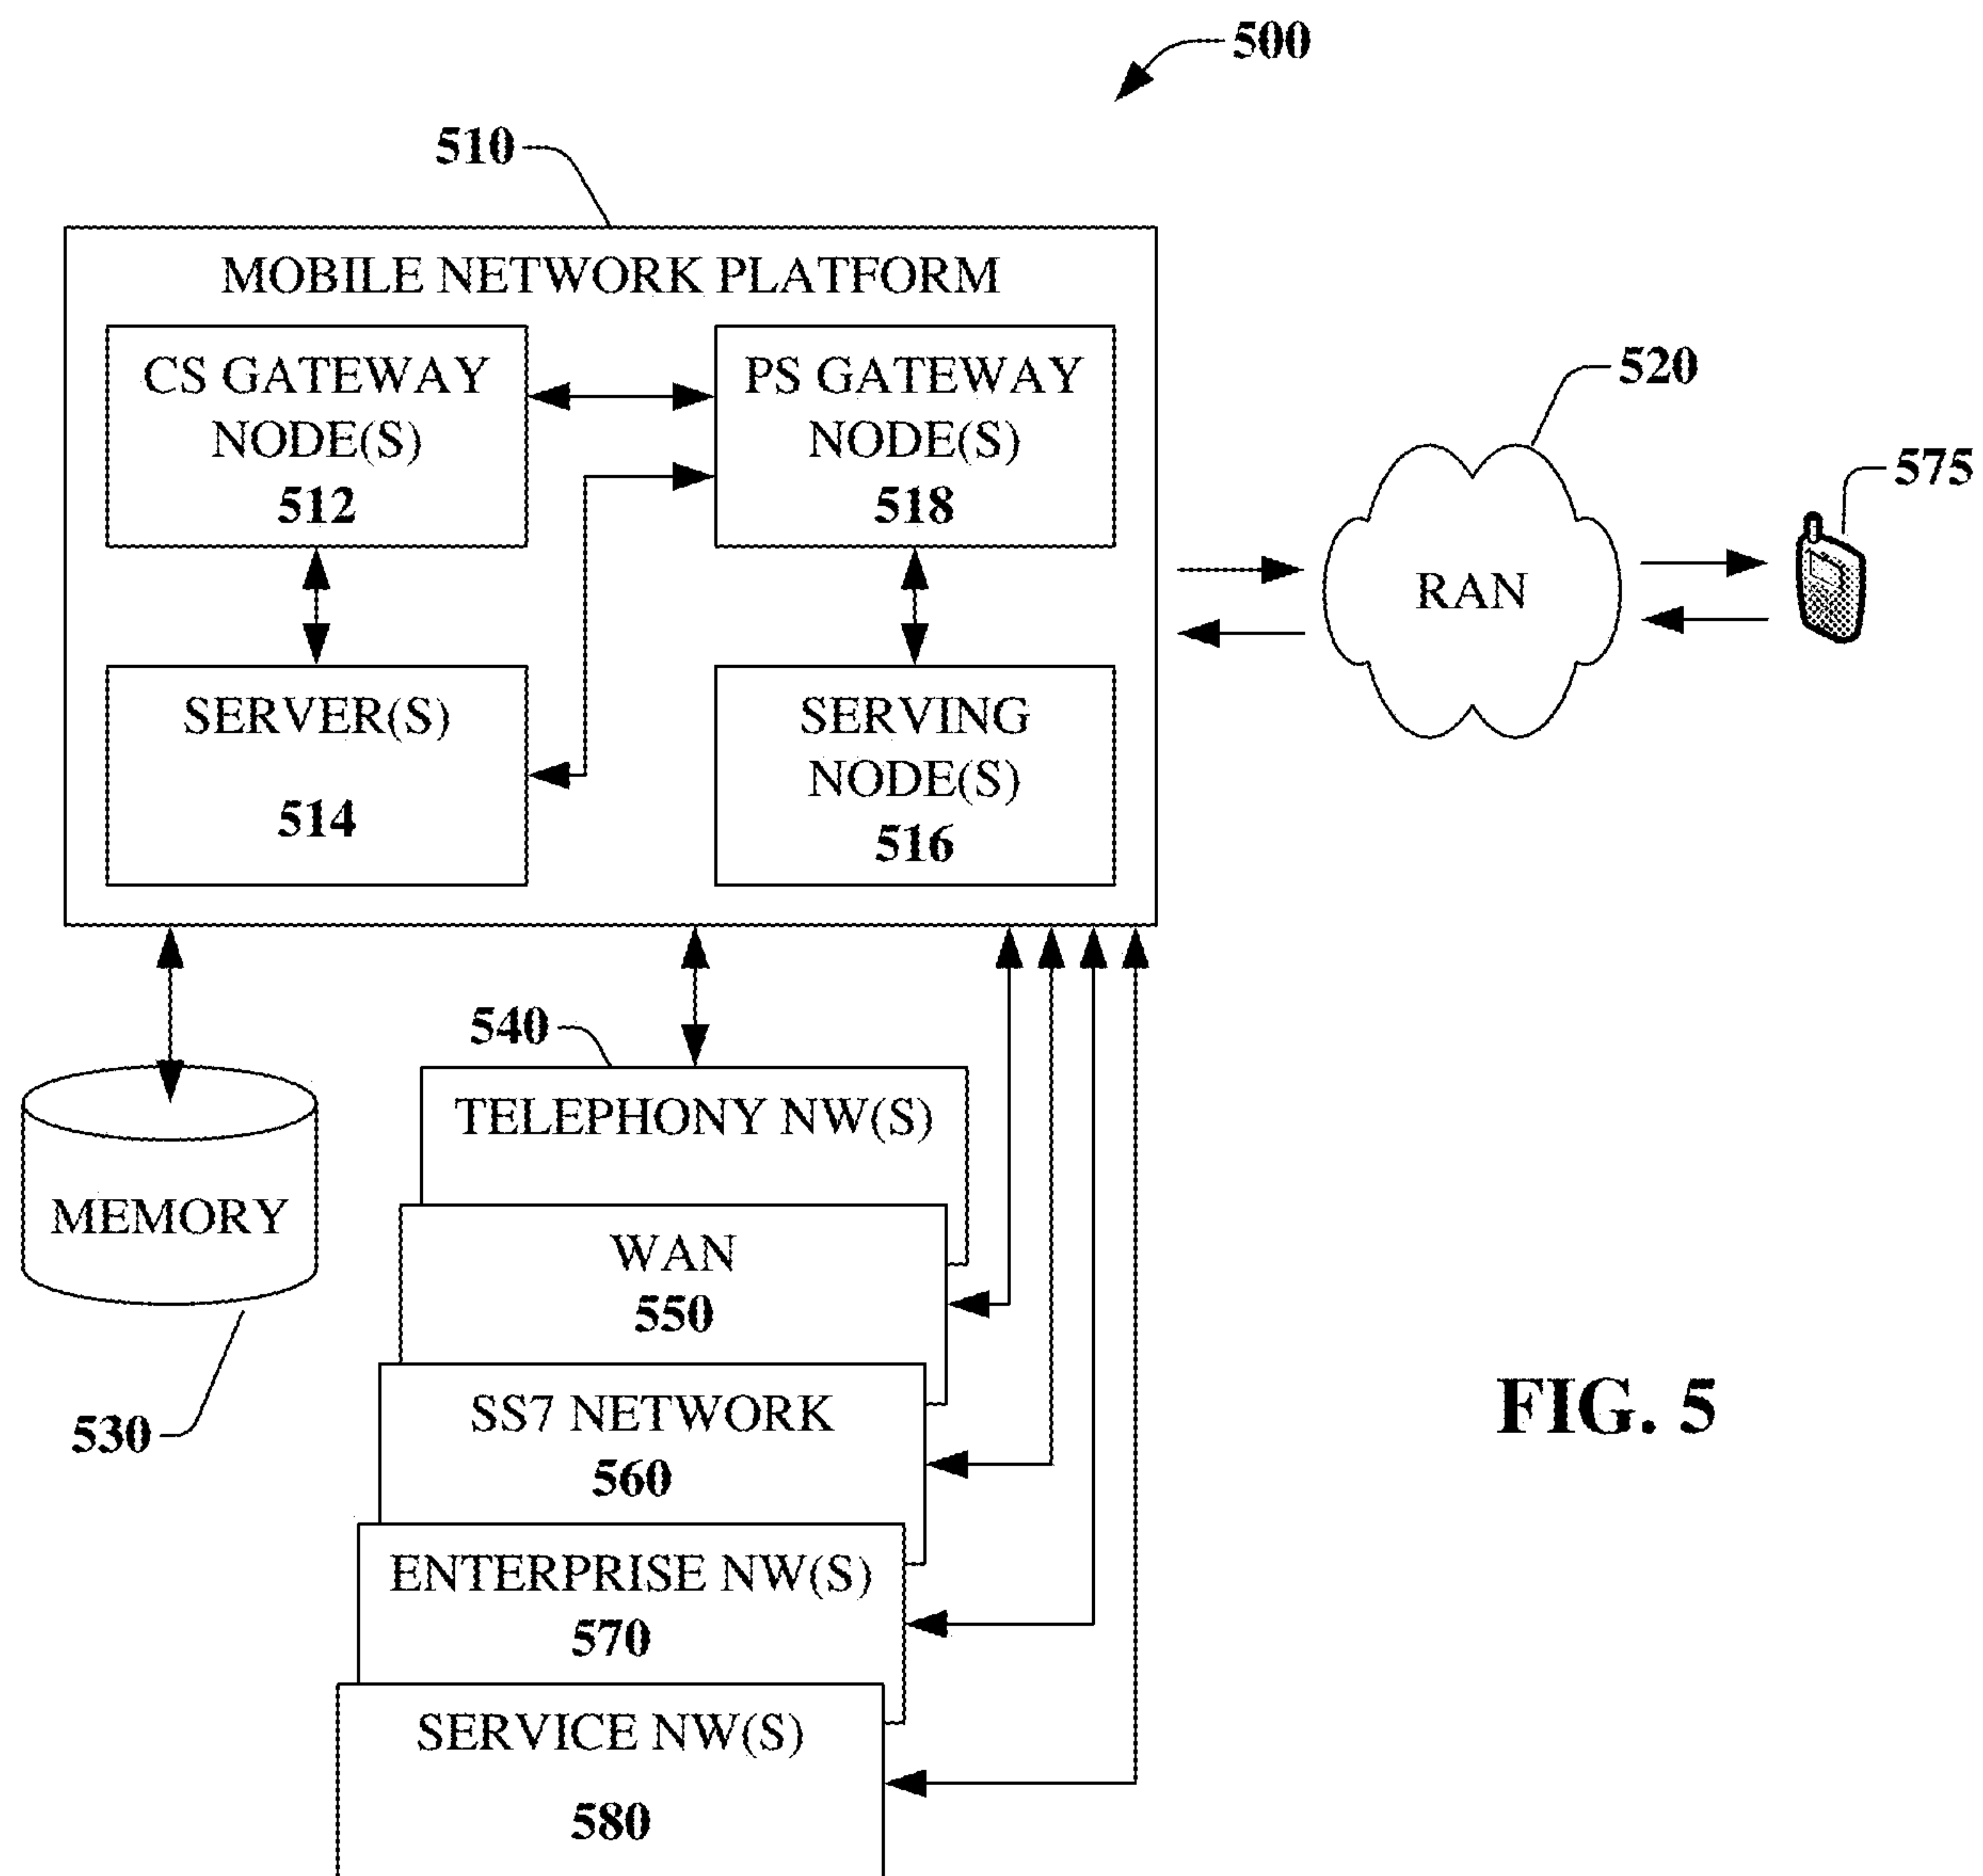 500
510
MOBILE NETWORK PLATFORM
CS GATEWAY
NODE(S)
512
PS GATEWAY
NODE(S)
518
520
575
RAN
SERVER(S)
514
SERVING
NODE(S)
516
540
TELEPHONY NW(S)
MEMORY
530
WAN
550
SS7 NETWORK
560
ENTERPRISE NW(S)
570
SERVICE NW(S)
580
FIG. 5